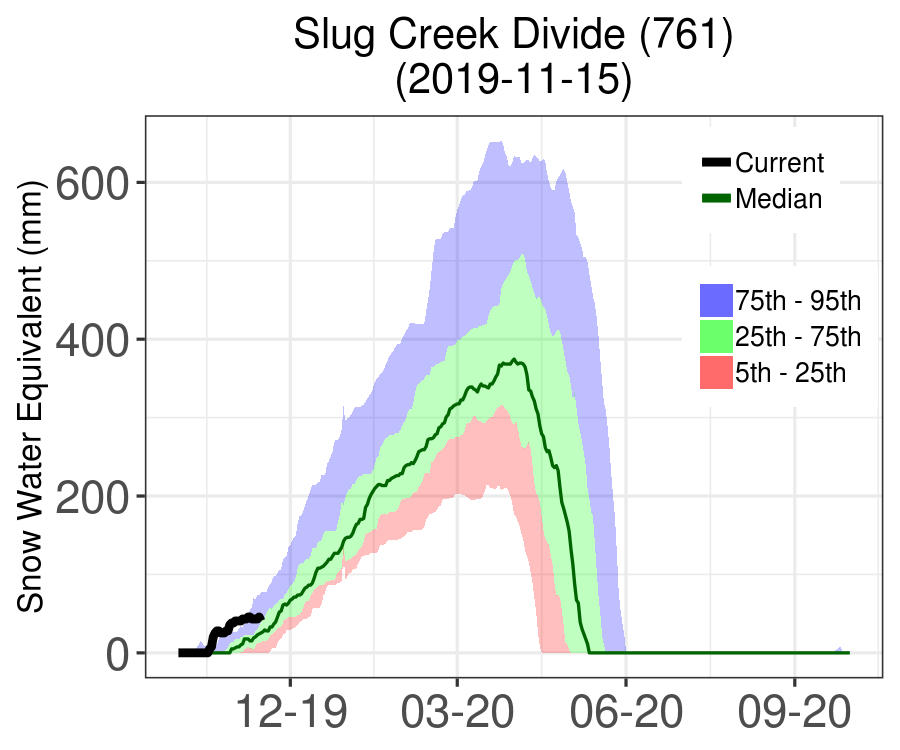 Slug Creek Divide (761)
(2019-11-15)
Snow Water Equivalent (mm)
600
400
200
0
Current
Median
75th - 95th
25th - 75th
5th - 25th
12-19
03-20
06-20
09-20